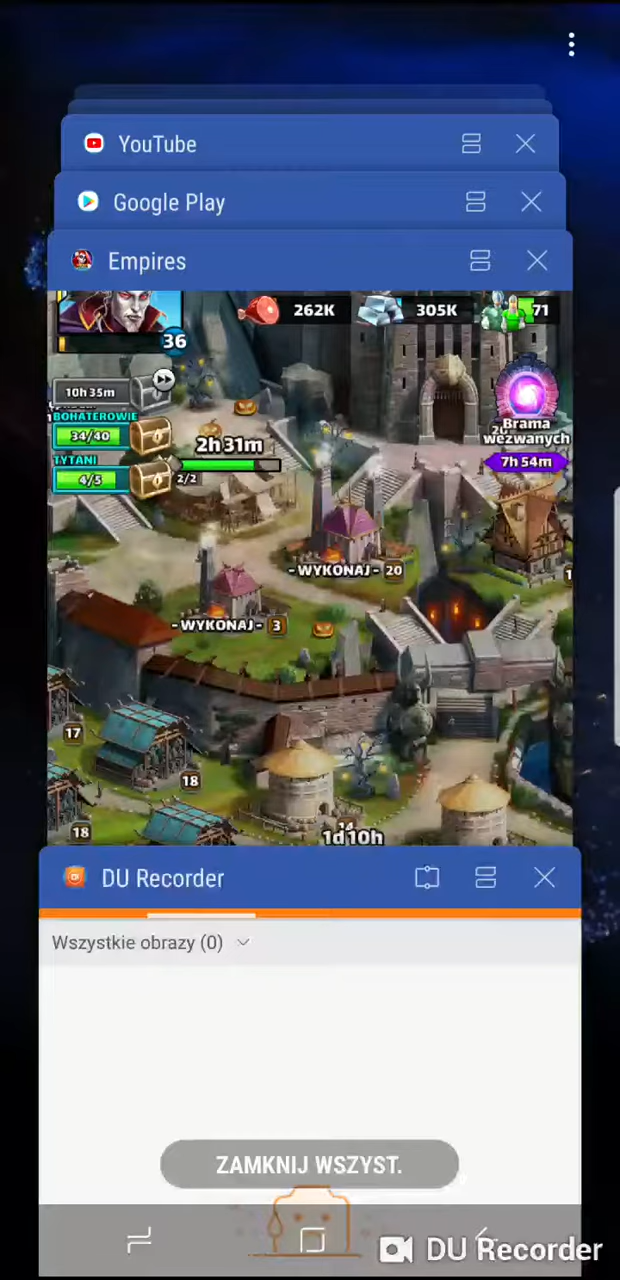 YouTube
Google Play
Empires
262K
305K
71
36
10h 35m
BOHATEROWIE
34/40
TYTANI
4/5
2h 31m
2/2
Brama
wezwanych
7h 54m
- WYKONAJ - 20
- WYKONAJ - 3
17
18
18
1d 10h
DU Recorder
Wszystkie obrazy (0)
ZAMKNIJ WSZYST.
DU Recorder